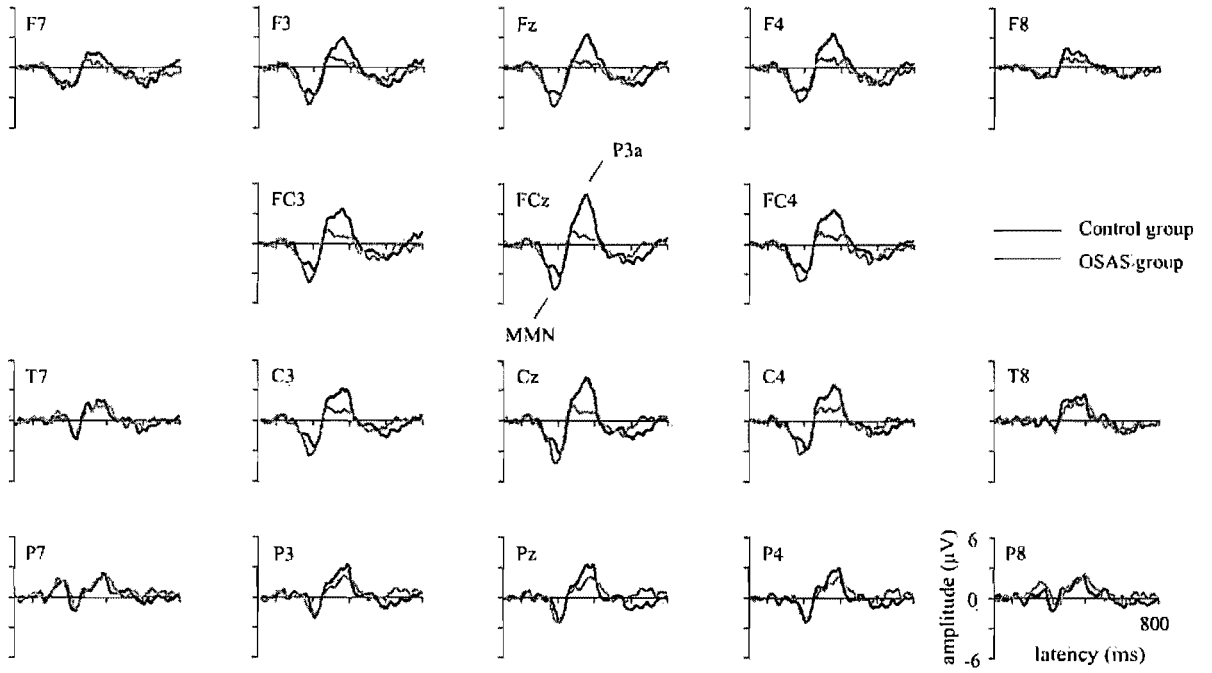 F7
F3
Fz
F4
F8
P3a
FC3
FCz
FC4
Control group
OSAS group
MMN
T7
C3
Cz
C4
T8
P7
P3
Pz
P4
P8
amplitude (µV)
6
0
-6
800
latency (ms)